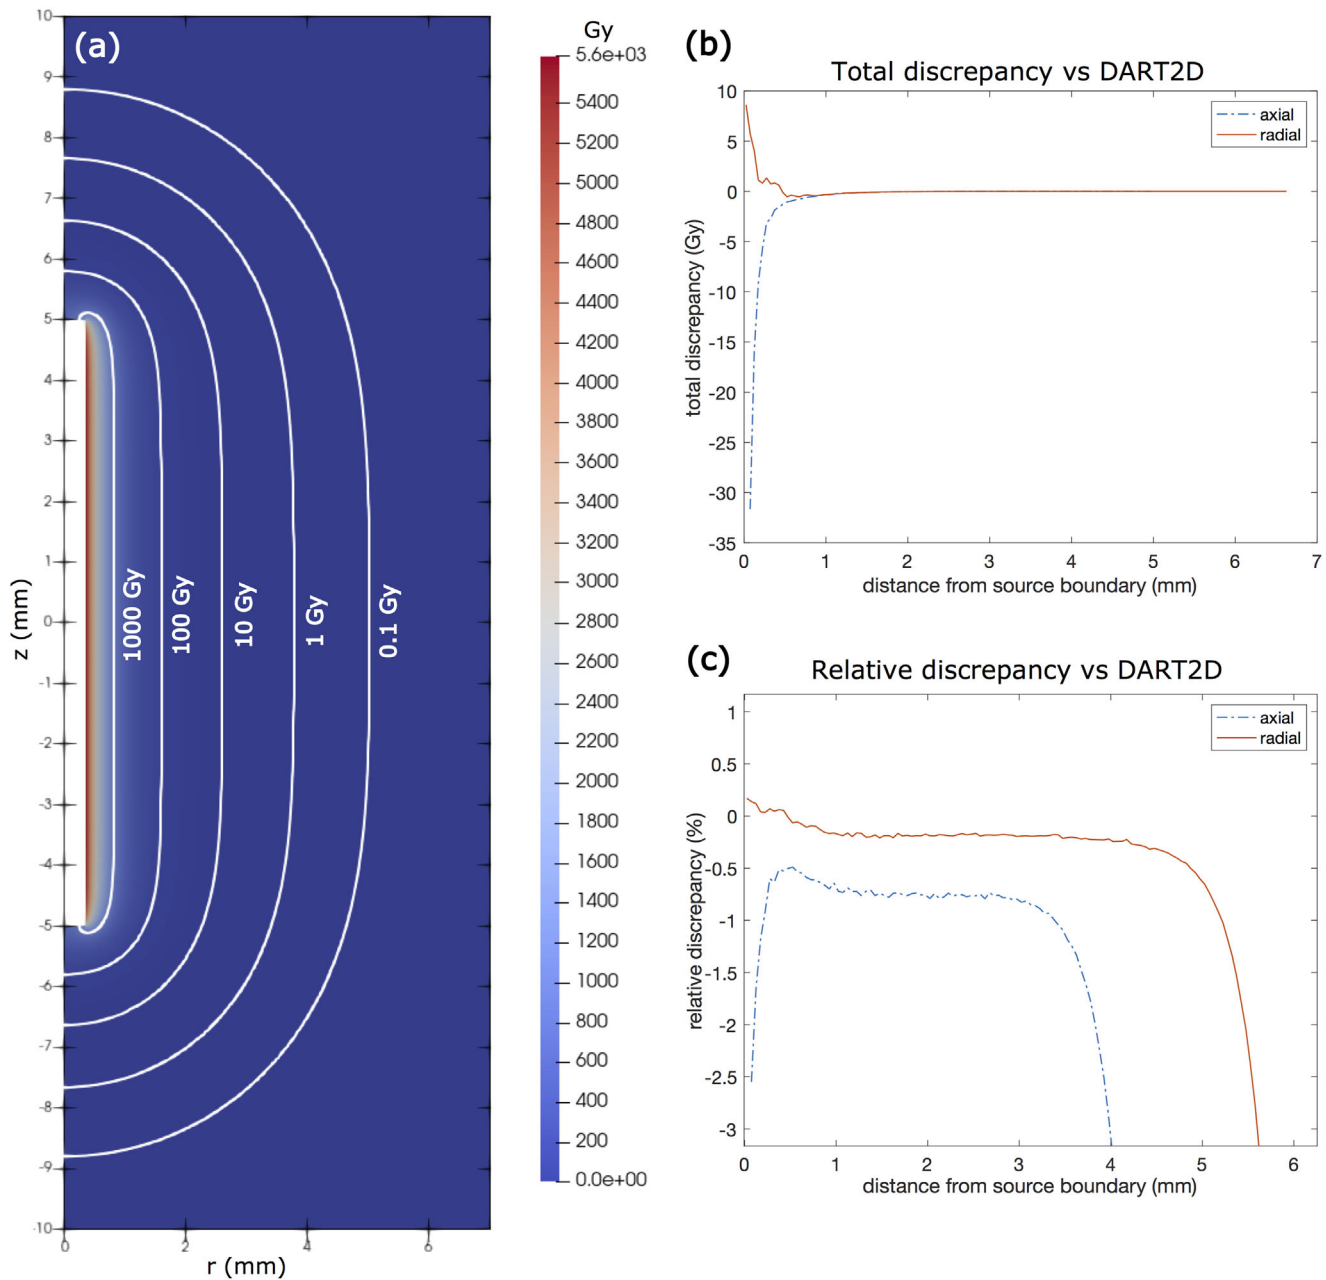 (a)
Gy
10
9
8
7
6
5
4
3
2
1
0
-1
-2
-3
-4
-5
-6
-7
-8
-9
-10
z (mm)
0
2
4
6
r (mm)
1000 Gy
100 Gy
10 Gy
1 Gy
0.1 Gy
5.6e+03
5400
5200
5000
4800
4600
4400
4200
4000
3800
3600
3400
3200
3000
2800
2600
2400
2200
2000
1800
1600
1400
1200
1000
800
600
400
200
0.0e+00
(b)
Total discrepancy vs DART2D
axial
radial
10
5
0
-5
-10
-15
-20
-25
-30
-35
total discrepancy (Gy)
0 1 2 3 4 5 6 7
distance from source boundary (mm)
(c)
Relative discrepancy vs DART2D
axial
radial
1
0.5
0
-0.5
-1
-1.5
-2
-2.5
-3
relative discrepancy (%)
0 1 2 3 4 5 6
distance from source boundary (mm)